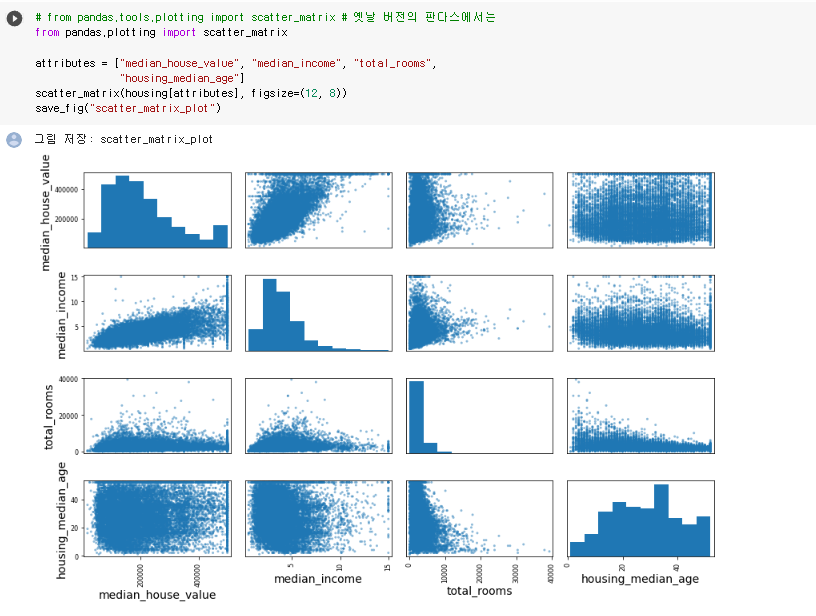 # from pandas.tools.plotting import scatter_matrix # 옛날 버전의 판다스에서는
from pandas.plotting import scatter_matrix
attributes = ["median_house_value", "median_income", "total_rooms",
"housing_median_age"]
scatter_matrix(housing[attributes], figsize=(12, 8))
save_fig("scatter_matrix_plot")
그림 저장: scatter_matrix_plot
median_house_value
400000
200000
median_income
15
10
5
total_rooms
40000
20000
0
housing_median_age
40
20
0
200000
400000
median_house_value
5
10
15
median_income
0
10000
20000
30000
40000
total_rooms
0
20
40
housing_median_age